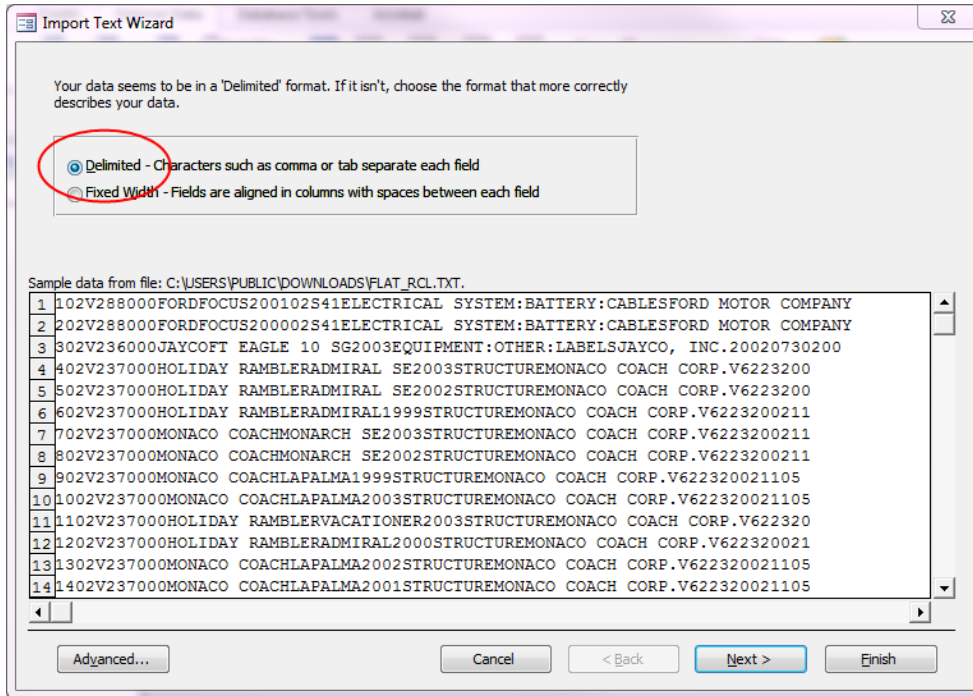 Import Text Wizard
Your data seems to be in a 'Delimited' format. If it isn't, choose the format that more correctly
describes your data.
Delimited - Characters such as comma or tab separate each field
Fixed Width - Fields are aligned in columns with spaces between each field
Sample data from file: C:\USERS\PUBLIC\DOWNLOADS\FLAT_RCL.TXT.
1 102V288000FORDFOCUS200102S41ELECTRICAL SYSTEM:BATTERY:CABLESFORD MOTOR COMPANY
2 202V288000FORDFOCUS200002S41ELECTRICAL SYSTEM:BATTERY:CABLESFORD MOTOR COMPANY
3 302V236000JAYCOFT EAGLE 10 SG2003EQUIPMENT:OTHER:LABELSJAYCO, INC.20020730200
4 402V237000HOLIDAY RAMBLERADMIRAL SE2003STRUCTUREMONACO COACH CORP.V6223200
5 502V237000HOLIDAY RAMBLERADMIRAL SE2002STRUCTUREMONACO COACH CORP.V6223200
6 602V237000HOLIDAY RAMBLERADMIRAL1999STRUCTUREMONACO COACH CORP.V6223200211
7 702V237000MONACO COACHMONARCH SE2003STRUCTUREMONACO COACH CORP.V6223200211
8 802V237000MONACO COACHMONARCH SE2002STRUCTUREMONACO COACH CORP.V6223200211
9 902V237000MONACO COACHLAPALMA1999STRUCTUREMONACO COACH CORP.V622320021105
10 1002V237000MONACO COACHLAPALMA2003STRUCTUREMONACO COACH CORP.V622320021105
11 1102V237000HOLIDAY RAMBLERVACATIONER2003STRUCTUREMONACO COACH CORP.V622320
12 1202V237000HOLIDAY RAMBLERADMIRAL2000STRUCTUREMONACO COACH CORP.V622320021
13 1302V237000MONACO COACHLAPALMA2002STRUCTUREMONACO COACH CORP.V622320021105
14 1402V237000MONACO COACHLAPALMA2001STRUCTUREMONACO COACH CORP.V622320021105
Advanced... Cancel < Back Next > Finish